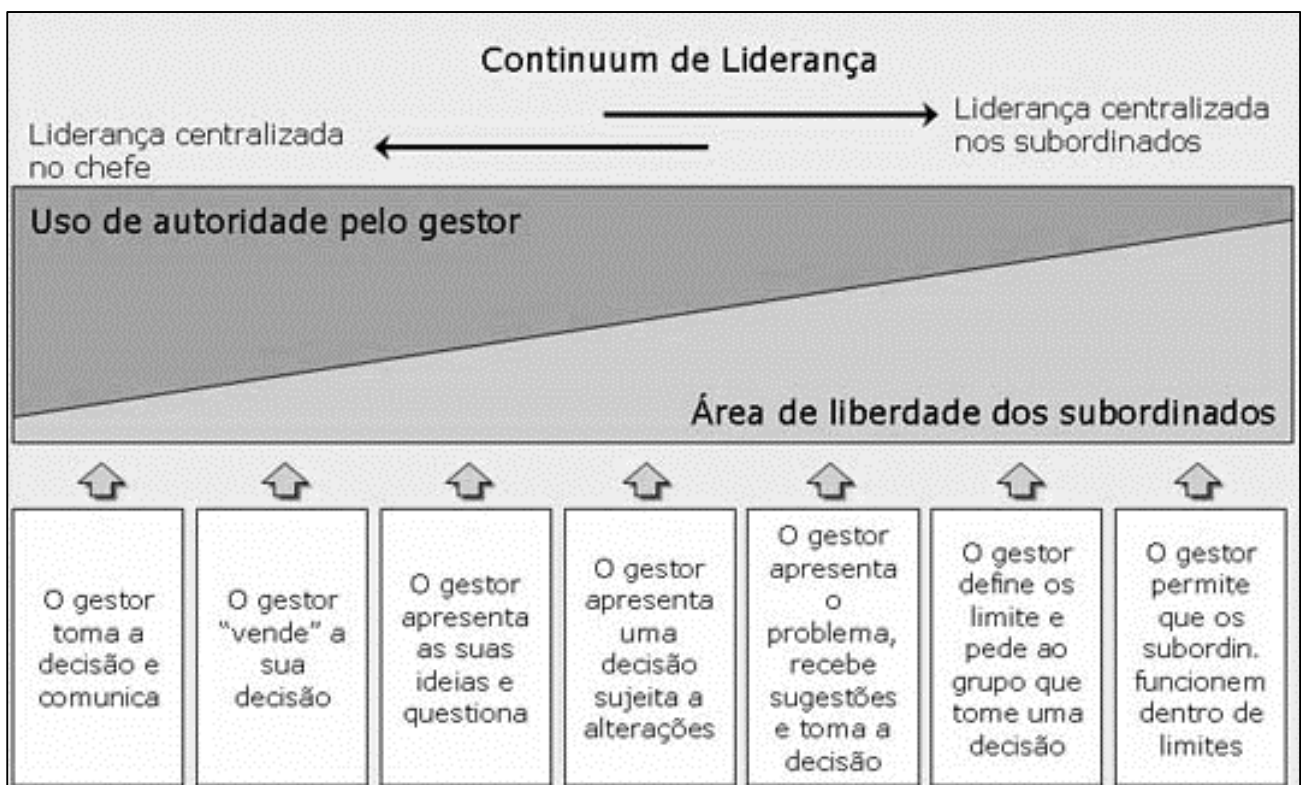 Continuum de Liderança
Liderança centralizada
no chefe
Liderança centralizada
nos subordinados
Uso de autoridade pelo gestor
Área de liberdade dos subordinados
O gestor
toma a
decisão e
comunica
O gestor
“vende” a
sua
decisão
O gestor
apresenta
as suas
ideias e
questiona
O gestor
apresenta
uma
decisão
sujeita a
alterações
O gestor
apresenta
o
problema,
recebe
sugestões
e toma a
decisão
O gestor
define os
limite e
pede ao
grupo que
tome uma
decisão
O gestor
permite
que os
subordin.
funcionem
dentro de
limites